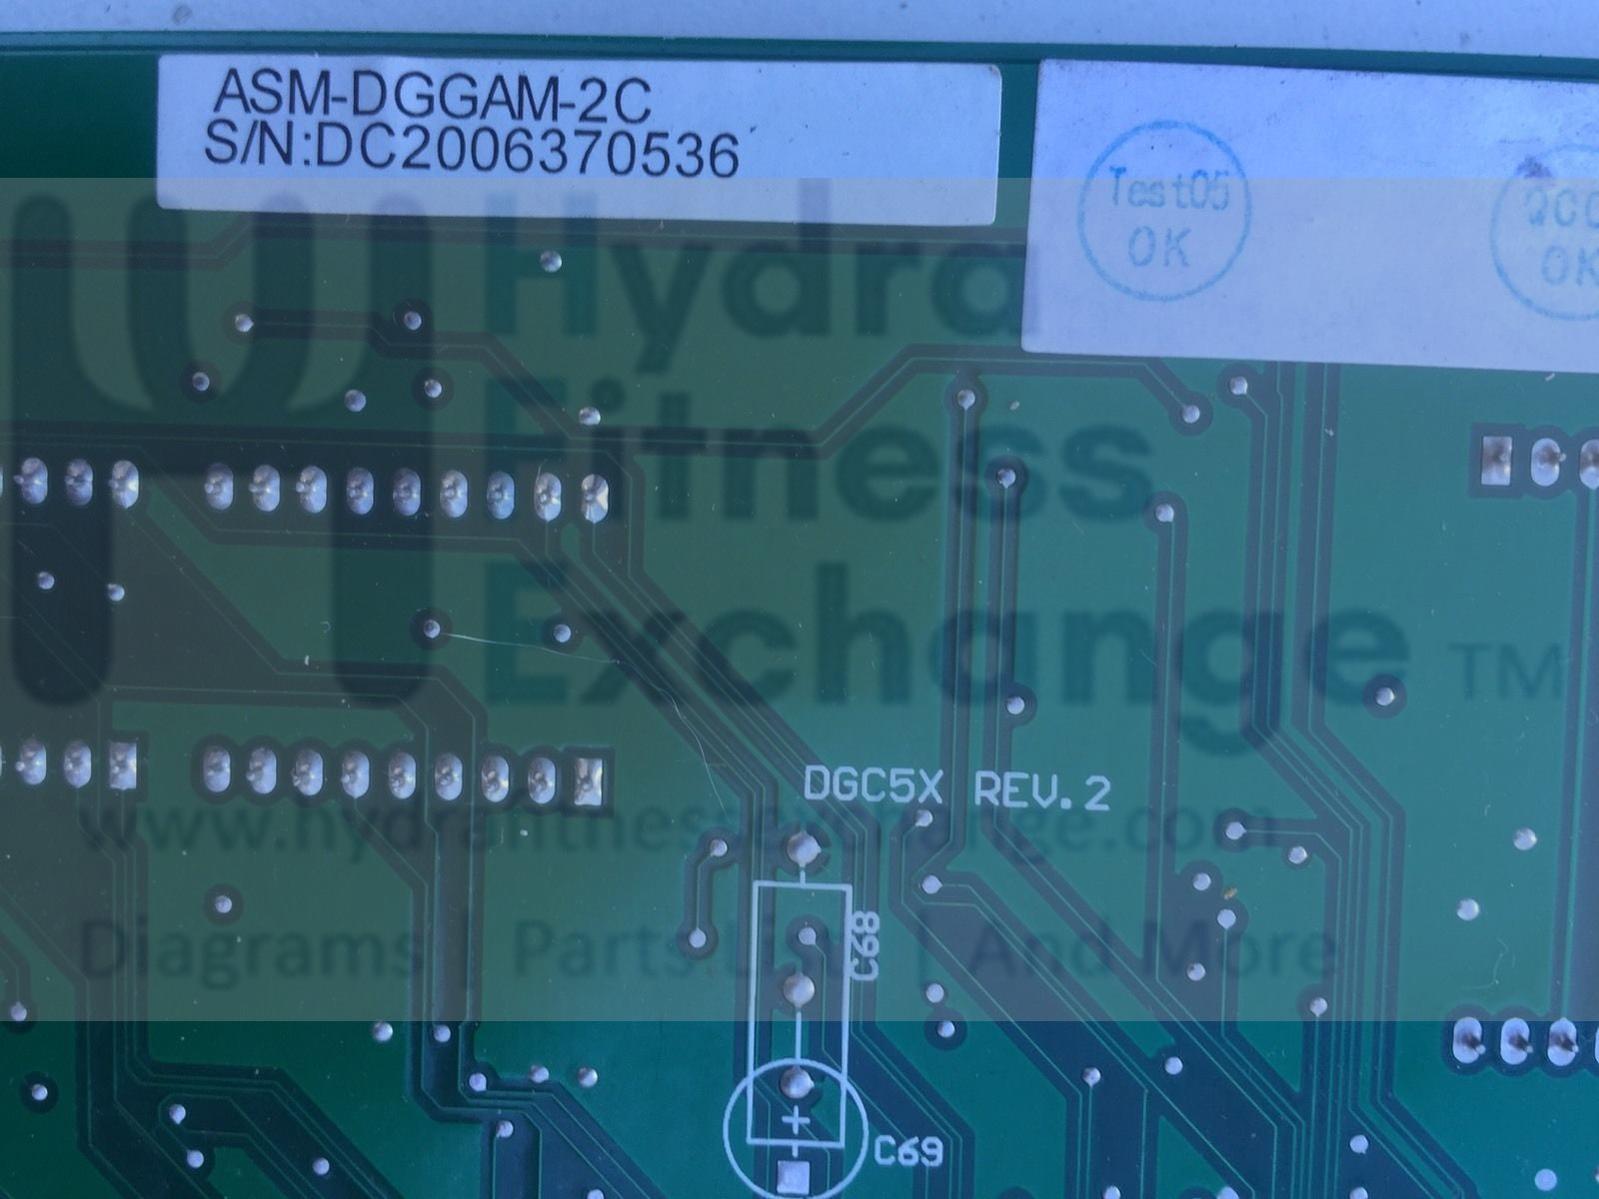 ASM-DGGAM-2C
S/N:DC2006370536
Test05
OK
OK
Hydra
Fitness
Exchange TM
DGC5X REV.2
www.hydrafitnessexchange.com
C68
Diagrams | Parts List | And More
C69